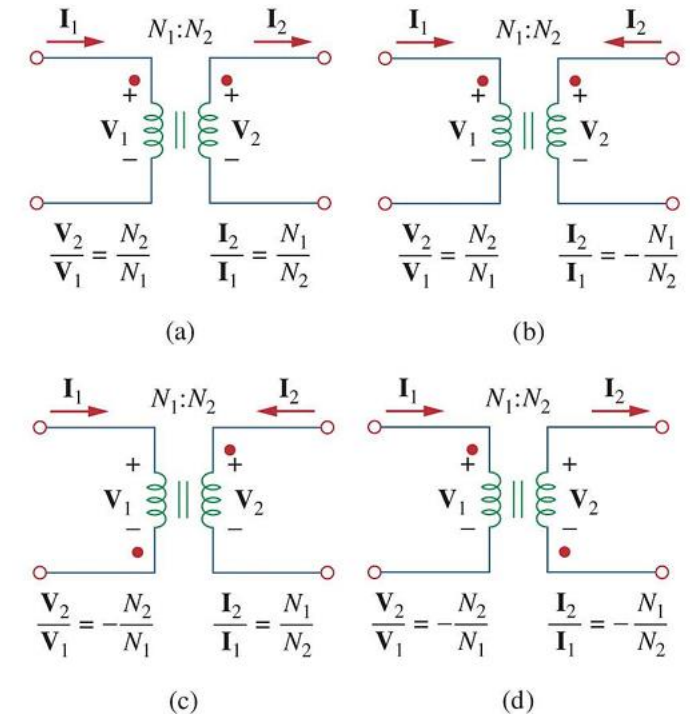 I₁ N₁:N₂ I₂
+ +
V₁ V₂
− −
V₂/V₁ = N₂/N₁ I₂/I₁ = N₁/N₂
(a)
I₁ N₁:N₂ I₂
+ +
V₁ V₂
− −
V₂/V₁ = N₂/N₁ I₂/I₁ = −N₁/N₂
(b)
I₁ N₁:N₂ I₂
+ +
V₁ V₂
− −
V₂/V₁ = −N₂/N₁ I₂/I₁ = N₁/N₂
(c)
I₁ N₁:N₂ I₂
+ +
V₁ V₂
− −
V₂/V₁ = −N₂/N₁ I₂/I₁ = −N₁/N₂
(d)